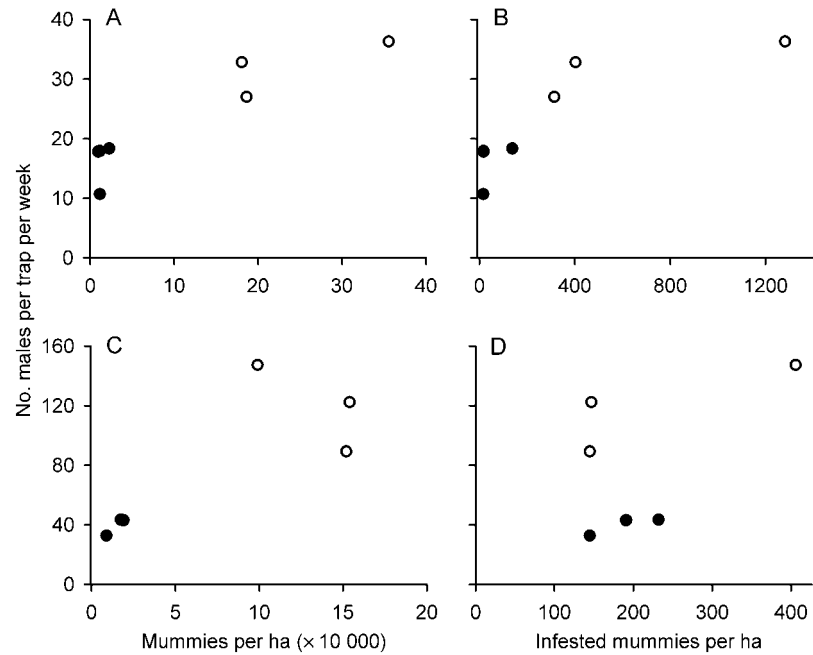 A
B
40
30
20
10
0
0 10 20 30 40
0 400 800 1200
No. males per trap per week
C
D
160
120
80
40
0
0 5 10 15 20
0 100 200 300 400
Mummies per ha (× 10 000)
Infested mummies per ha